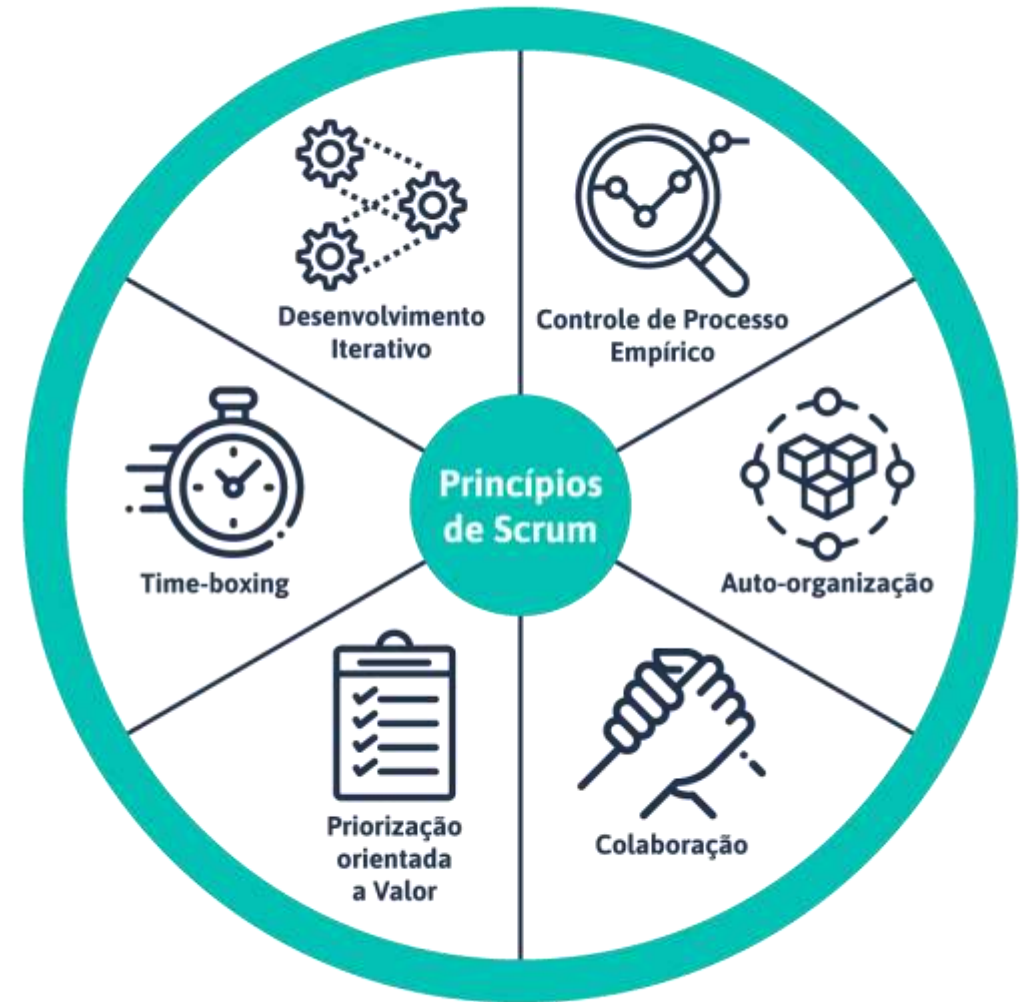 Desenvolvimento
Iterativo
Controle de Processo
Empírico
Time-boxing
Princípios
de Scrum
Auto-organização
Priorização
orientada
a Valor
Colaboração